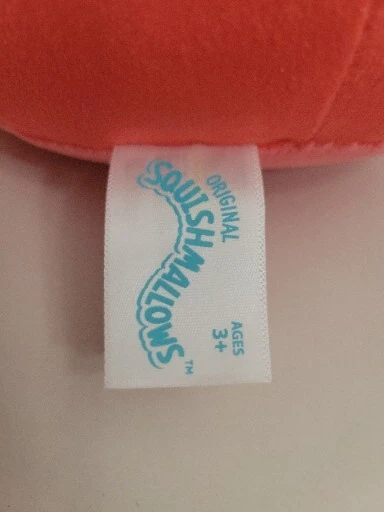 ORIGINAL
SQUISHMALLOWS™
AGES
3+